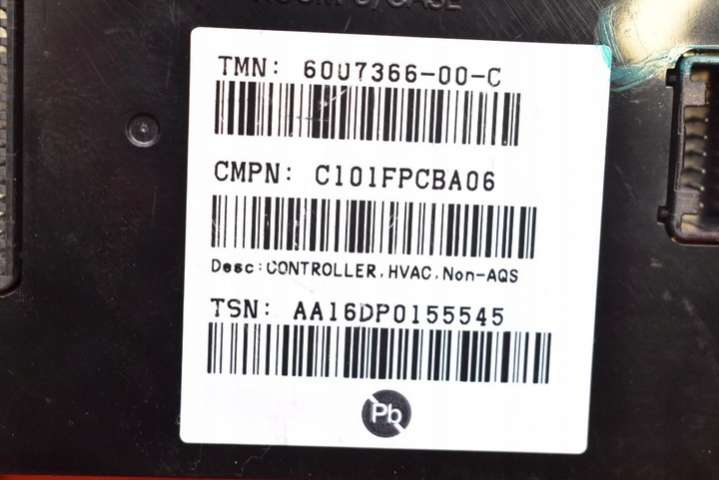 TMN: 6007366-00-C
CMPN: C101FPCBA06
Desc:CONTROLLER,HVAC,Non-AQS
TSN: AA16DP0155545
Pb